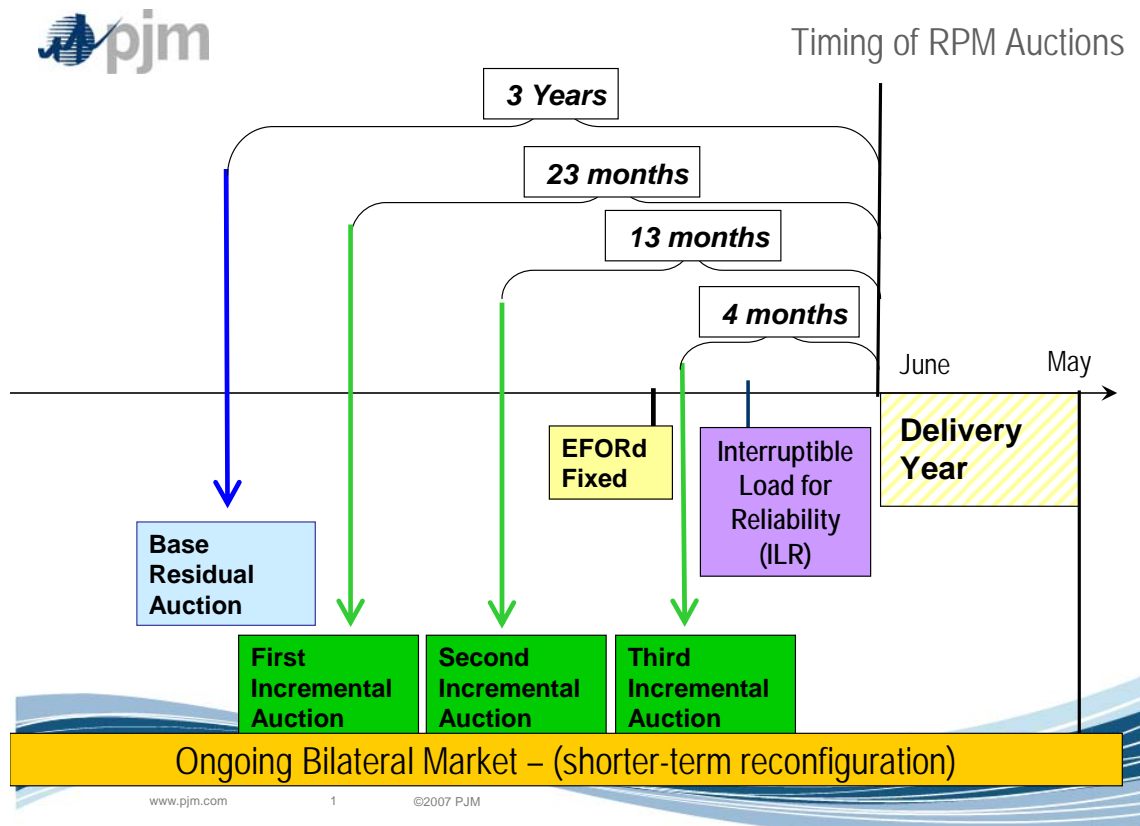 pjm
Timing of RPM Auctions
3 Years
23 months
13 months
4 months
June
May
EFORd
Fixed
Interruptible
Load for
Reliability
(ILR)
Delivery
Year
Base
Residual
Auction
First
Incremental
Auction
Second
Incremental
Auction
Third
Incremental
Auction
Ongoing Bilateral Market – (shorter-term reconfiguration)
www.pjm.com
1
©2007 PJM